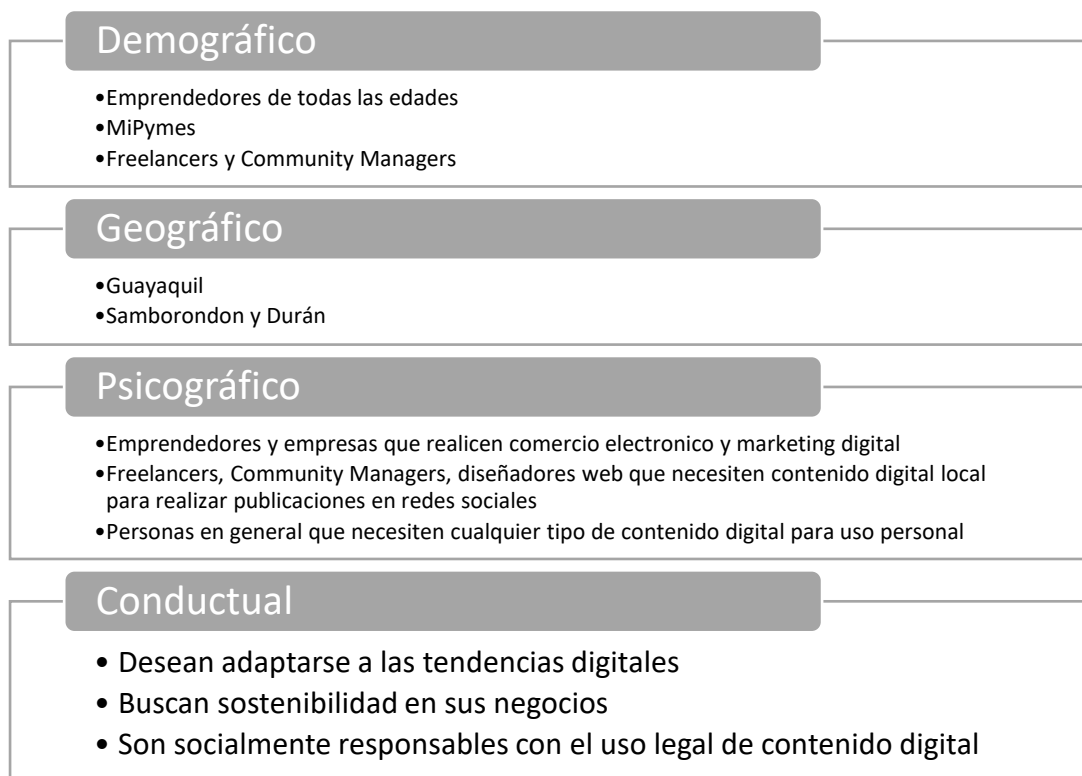 Demográfico
•Emprendedores de todas las edades
•MiPymes
•Freelancers y Community Managers
Geográfico
•Guayaquil
•Samborondon y Durán
Psicográfico
•Emprendedores y empresas que realicen comercio electronico y marketing digital
•Freelancers, Community Managers, diseñadores web que necesiten contenido digital local
para realizar publicaciones en redes sociales
•Personas en general que necesiten cualquier tipo de contenido digital para uso personal
Conductual
• Desean adaptarse a las tendencias digitales
• Buscan sostenibilidad en sus negocios
• Son socialmente responsables con el uso legal de contenido digital